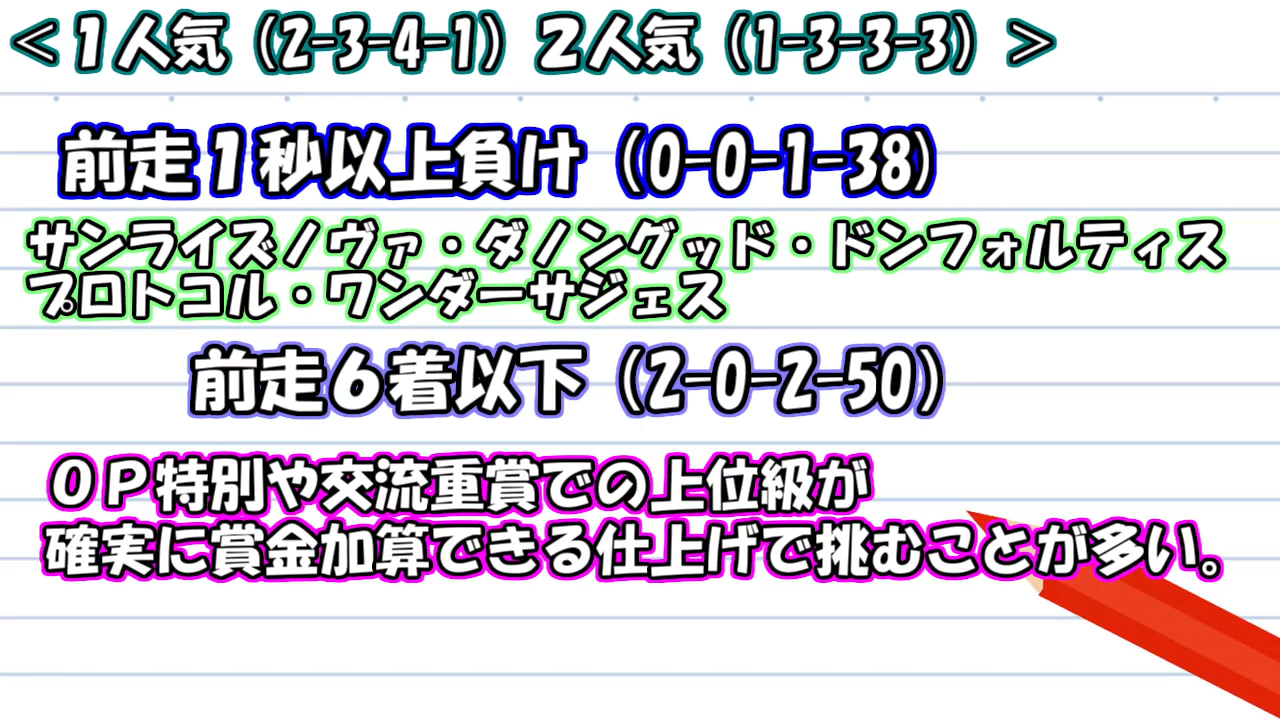 ＜１人気（2-3-4-1）２人気（1-3-3-3）＞
前走１秒以上負け（0-0-1-38）
サンライズノヴァ・ダノングッド・ドンフォルティス
プロトコル・ワンダーサジェス
前走６着以下（2-0-2-50）
ＯＰ特別や交流重賞での上位級が
確実に賞金加算できる仕上げで挑むことが多い。